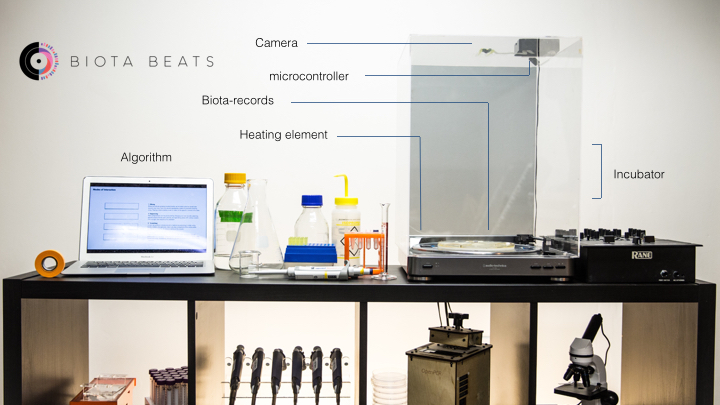 BIOTA BEATS
Camera
microcontroller
Biota-records
Heating element
Algorithm
Incubator
RANE